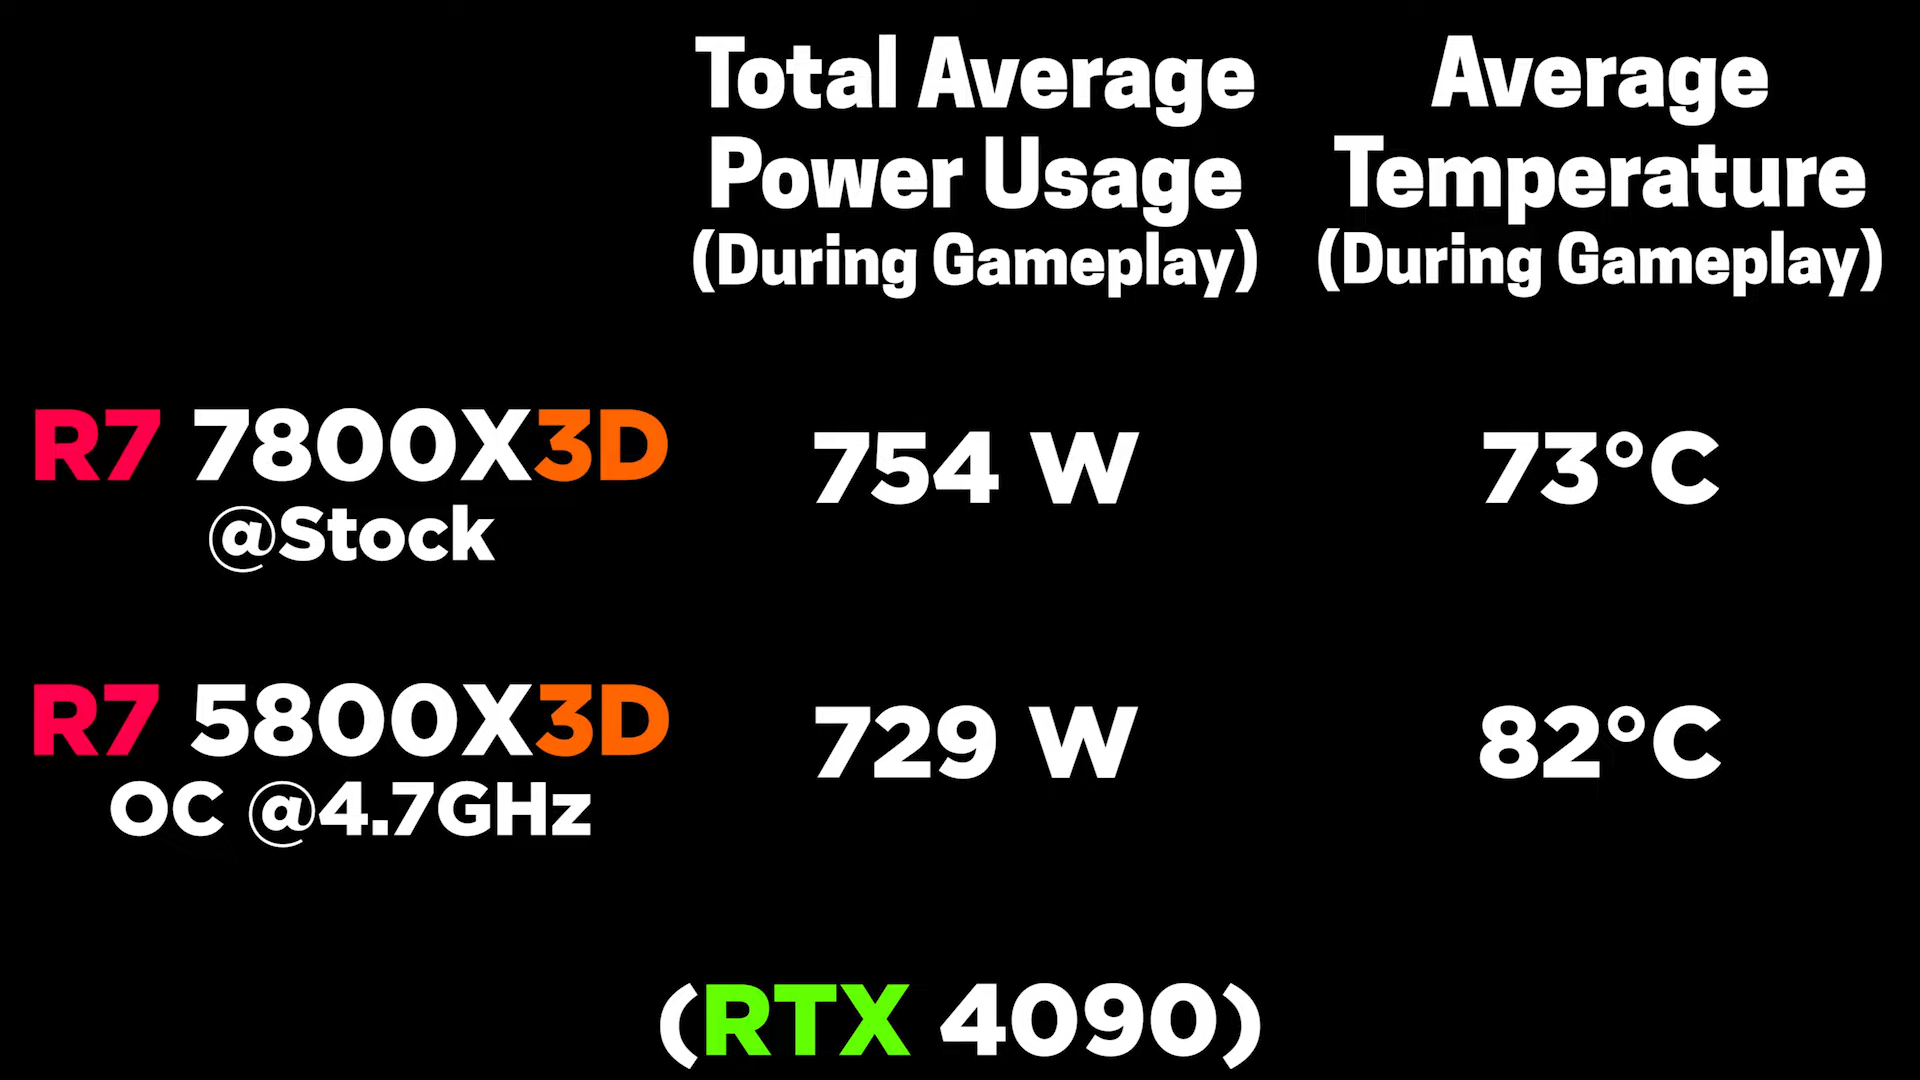 Total Average
Power Usage
(During Gameplay)
Average
Temperature
(During Gameplay)
R7 7800X3D
@Stock
754 W
73°C
R7 5800X3D
OC @4.7GHz
729 W
82°C
(RTX 4090)